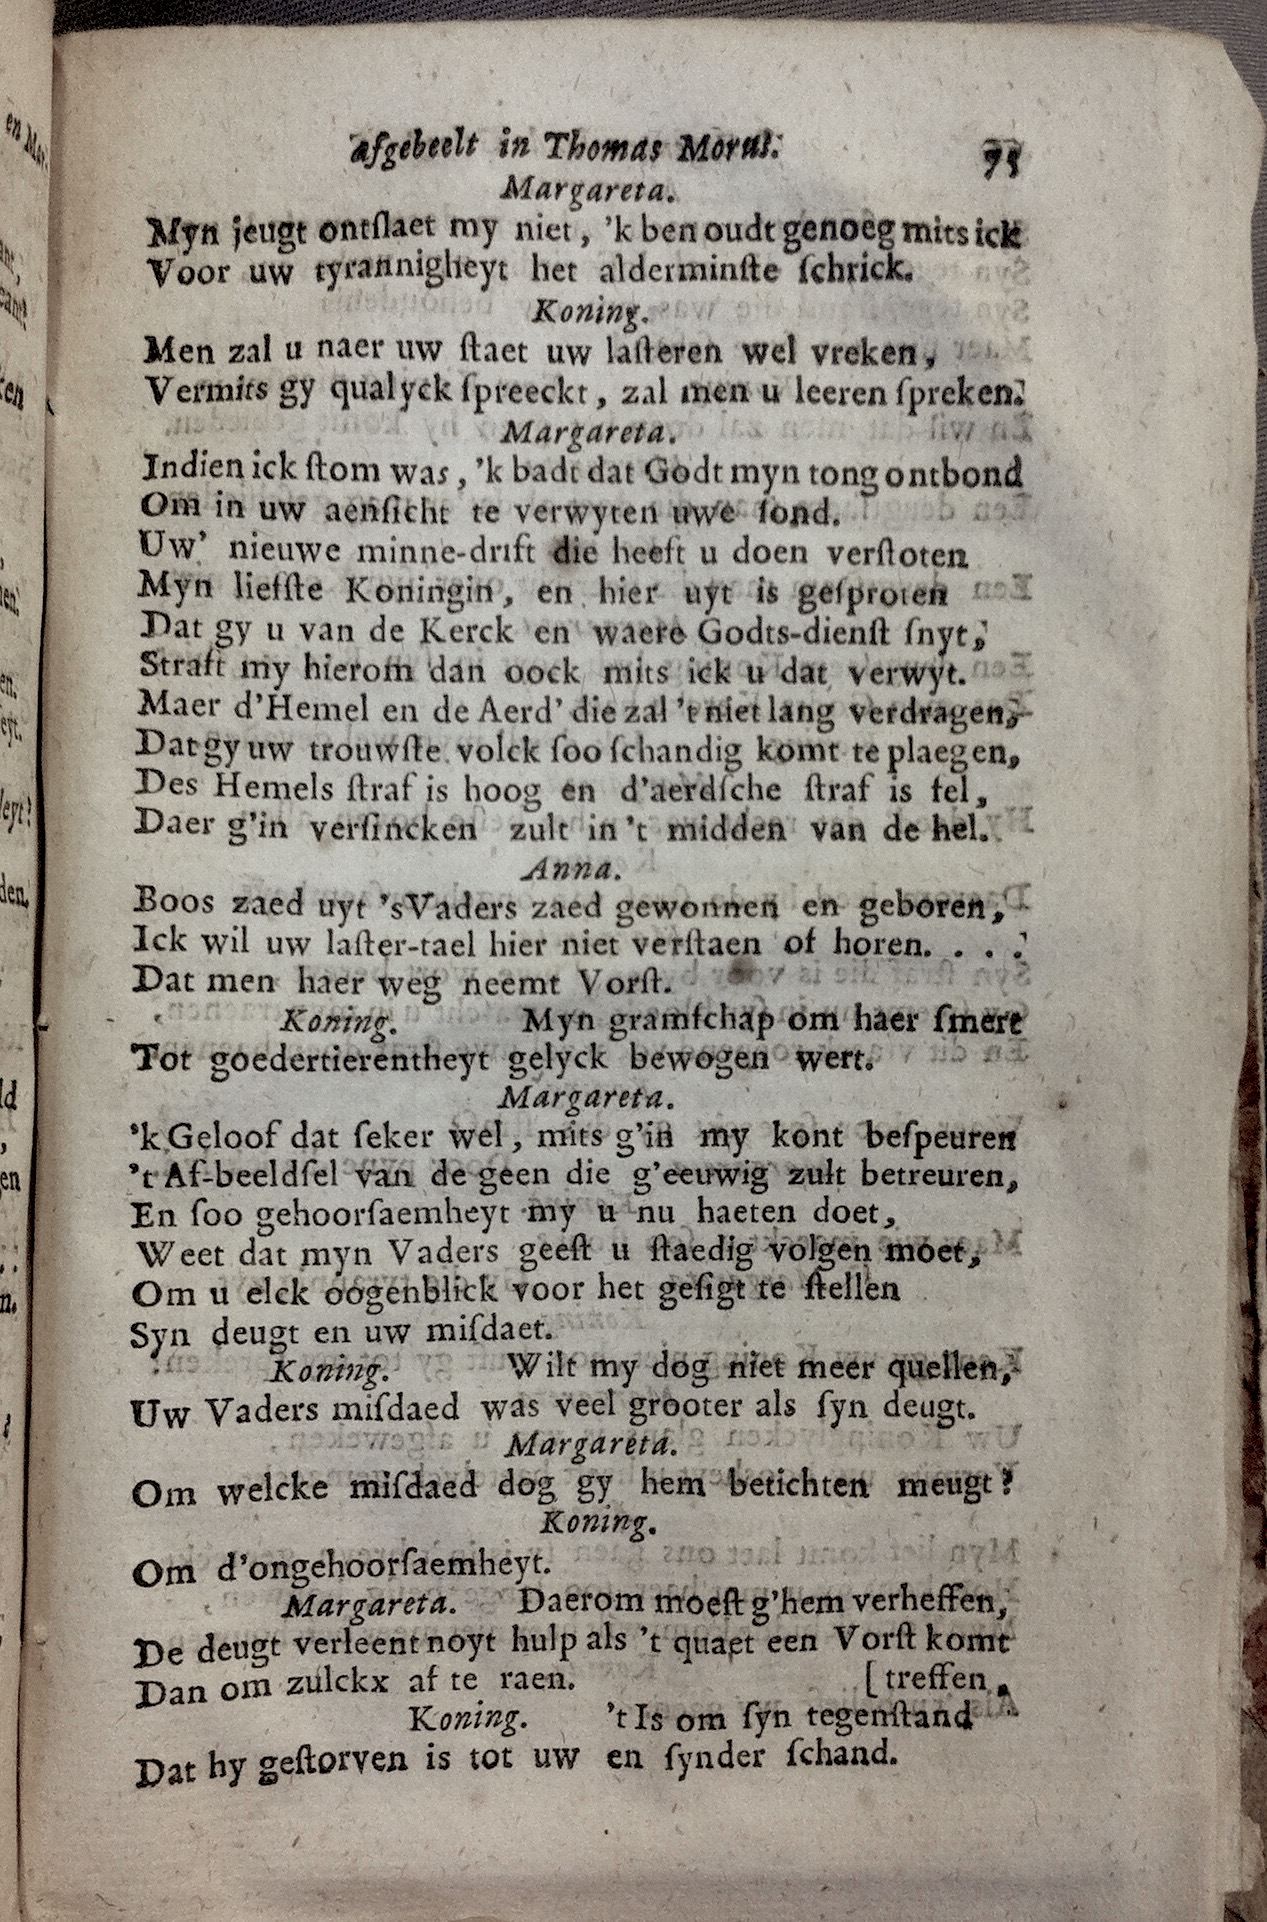 afgebeelt in Thomas Morus. 75
Margareta.
Myn jeugt ontſlaet my niet, 'k ben oudt genoeg mits ick
Voor uw tyrannigheyt het alderminſte ſchrick.
Koning.
Men zal u naer uw ſtaet uw laſteren wel vreken,
Vermits gy qualyck ſpreeckt, zal men u leeren ſpreken.
Margareta.
Indien ick ſtom was, 'k badt dat Godt myn tong ontbond
Om in uw aenſicht te verwyten uwe ſond.
Uw' nieuwe minne-drift die heeft u doen verſtoten
Myn liefſte Koningin, en hier uyt is geſproten
Dat gy u van de Kerck en waere Godts-dienſt ſnyt,
Straft my hierom dan oock mits ick u dat verwyt.
Maer d'Hemel en de Aerd' die zal 't niet lang verdragen,
Dat gy uw trouwſte volck ſoo ſchandig komt te plaegen,
Des Hemels ſtraf is hoog en d'aerdſche ſtraf is fel,
Daer g'in verſincken zult in 't midden van de hel.
Anna.
Boos zaed uyt 'sVaders zaed gewonnen en geboren,
Ick wil uw laſter-tael hier niet verſtaen of horen. . . .
Dat men haer weg neemt Vorſt.
Koning. Myn gramſchap om haer ſmert
Tot goedertierentheyt gelyck bewogen wert.
Margareta.
'k Geloof dat ſeker wel, mits g'in my kont beſpeuren
't Af-beeldſel van de geen die g'eeuwig zult betreuren,
En ſoo gehoorſaemheyt my u nu haeten doet,
Weet dat myn Vaders geeſt u ſtaedig volgen moet,
Om u elck oogenblick voor het geſigt te ſtellen
Syn deugt en uw miſdaet.
Koning. Wilt my dog niet meer quellen,
Uw Vaders miſdaed was veel grooter als ſyn deugt.
Margareta.
Om welcke miſdaed dog gy hem betichten meugt?
Koning.
Om d'ongehoorſaemheyt.
Margareta. Daerom moeſt g'hem verheffen,
De deugt verleent noyt hulp als 't quaet een Vorſt komt
Dan om zulckx af te raen. [treffen.
Koning. 't Is om ſyn tegenſtand
Dat hy geſtorven is tot uw en ſynder ſchand.